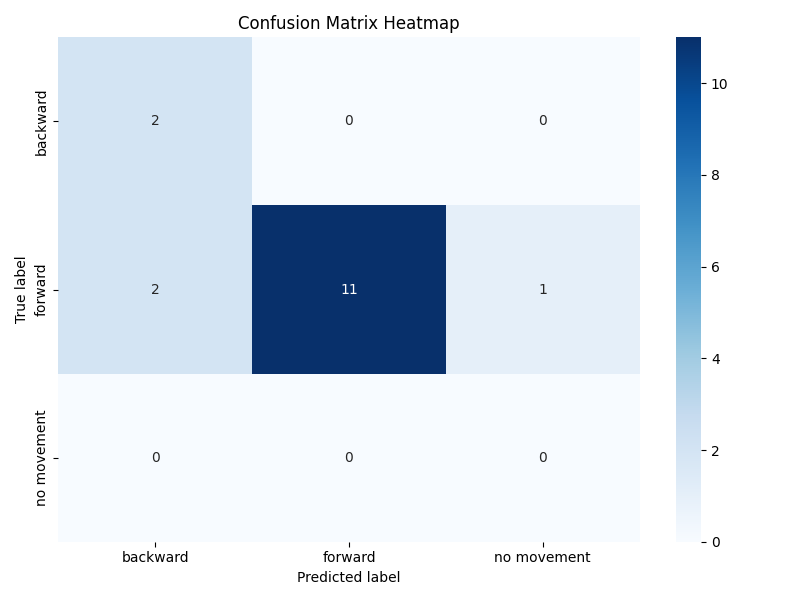 Confusion Matrix Heatmap
backward
2
0
0
10
8
True label
forward
2
11
1
6
4
no movement
0
0
0
2
0
backward
forward
no movement
Predicted label